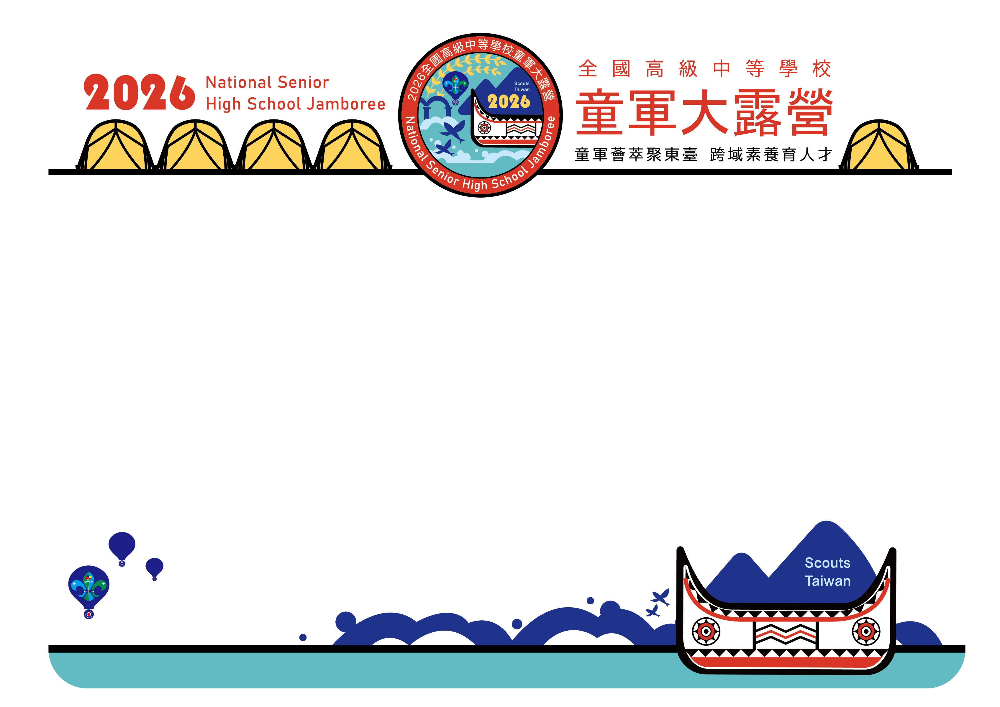 2026
National Senior
High School Jamboree
2026全國高級中等學校童軍大露營
Scouts
Taiwan
2026
National Senior High School Jamboree
全國高級中等學校
童軍大露營
童軍薈萃聚東臺 跨域素養育人才
Scouts
Taiwan